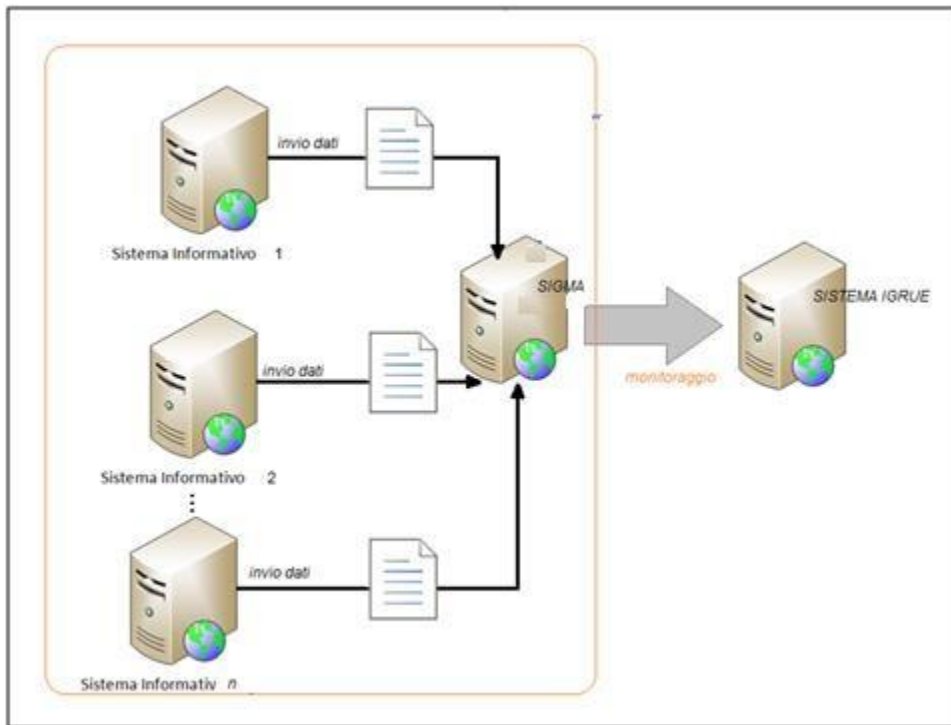 invio dati
Sistema Informativo 1
SIGMA
SISTEMA IGRUE
invio dati
monitoraggio
Sistema Informativo 2
invio dati
Sistema Informativ n